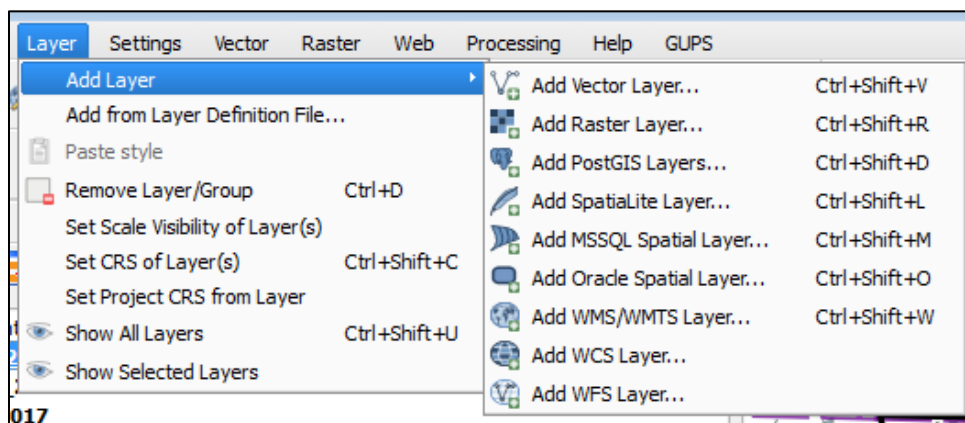 Layer Settings Vector Raster Web Processing Help GUPS
Add Layer
Add from Layer Definition File...
Paste style
Remove Layer/Group Ctrl+D
Set Scale Visibility of Layer(s)
Set CRS of Layer(s) Ctrl+Shift+C
Set Project CRS from Layer
Show All Layers Ctrl+Shift+U
Show Selected Layers
017
Add Vector Layer... Ctrl+Shift+V
Add Raster Layer... Ctrl+Shift+R
Add PostGIS Layers... Ctrl+Shift+D
Add SpatiaLite Layer... Ctrl+Shift+L
Add MSSQL Spatial Layer... Ctrl+Shift+M
Add Oracle Spatial Layer... Ctrl+Shift+O
Add WMS/WMTS Layer... Ctrl+Shift+W
Add WCS Layer...
Add WFS Layer...